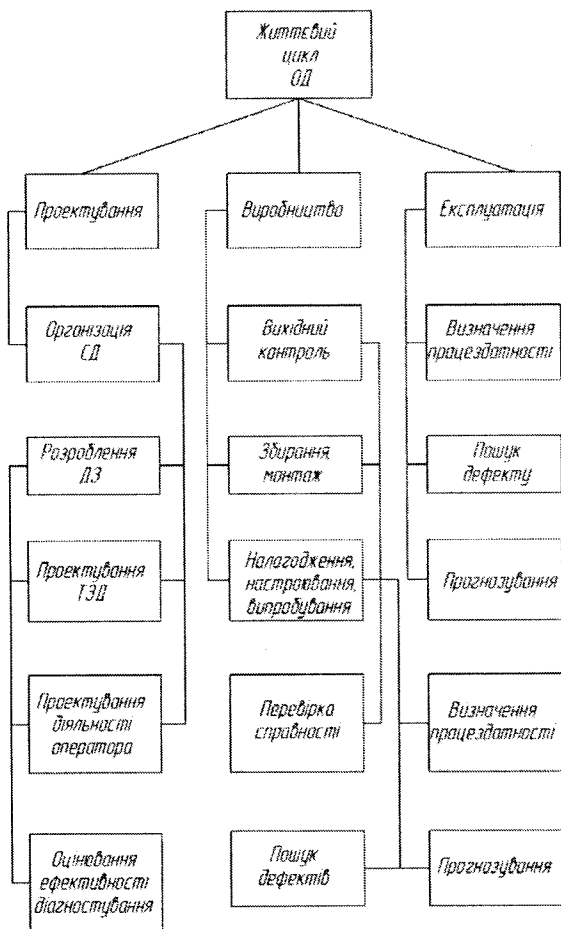 Життєвий
цикл
ОД
Проектування
Виробництво
Експлуатація
Організація
СД
Вихідний
контроль
Визначення
працездатності
Розроблення
ДЗ
Збирання,
монтаж
Пошук
дефекту
Проектування
ТЗД
Налагодження,
настроювання,
випробування
Прогнозування
Проектування
діяльності
оператора
Перевірка
справності
Визначення
працездатності
Оцінювання
ефективності
діагностування
Пошук
дефектів
Прогнозування